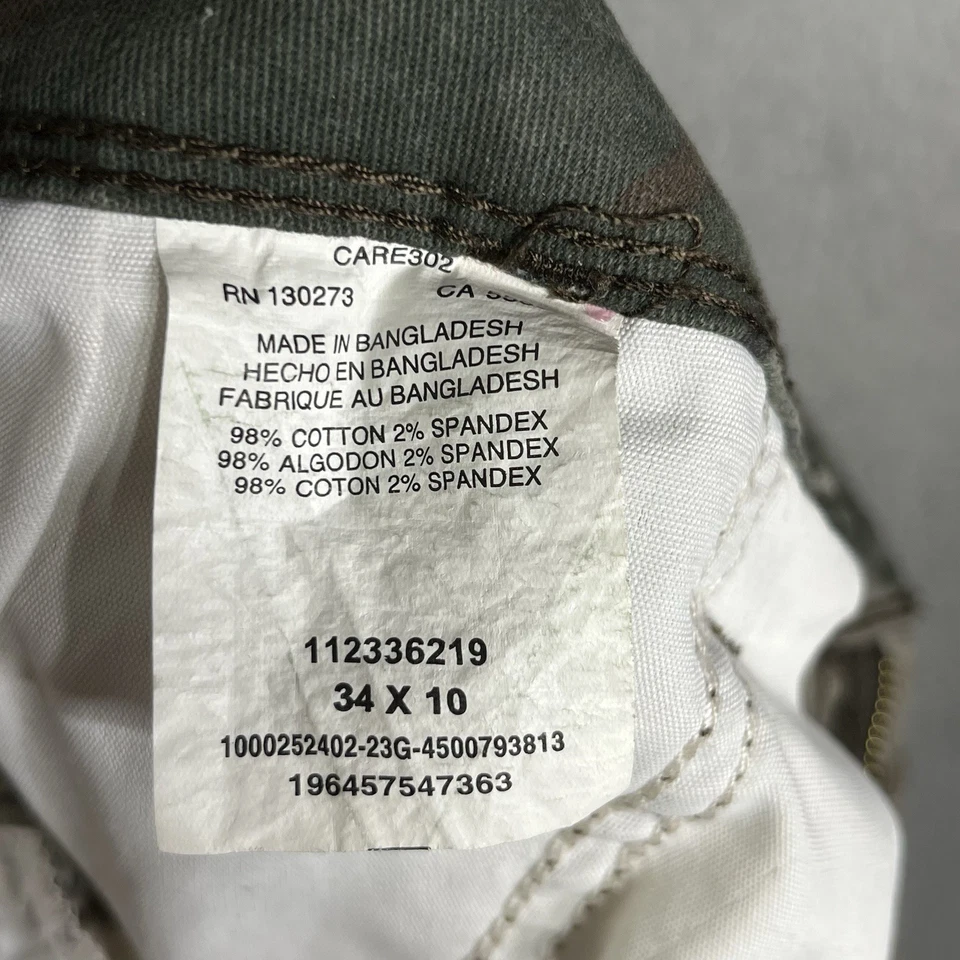 CARE302
RN 130273 CA
MADE IN BANGLADESH
HECHO EN BANGLADESH
FABRIQUE AU BANGLADESH
98% COTTON 2% SPANDEX
98% ALGODON 2% SPANDEX
98% COTON 2% SPANDEX
112336219
34 X 10
1000252402-23G-4500793813
196457547363